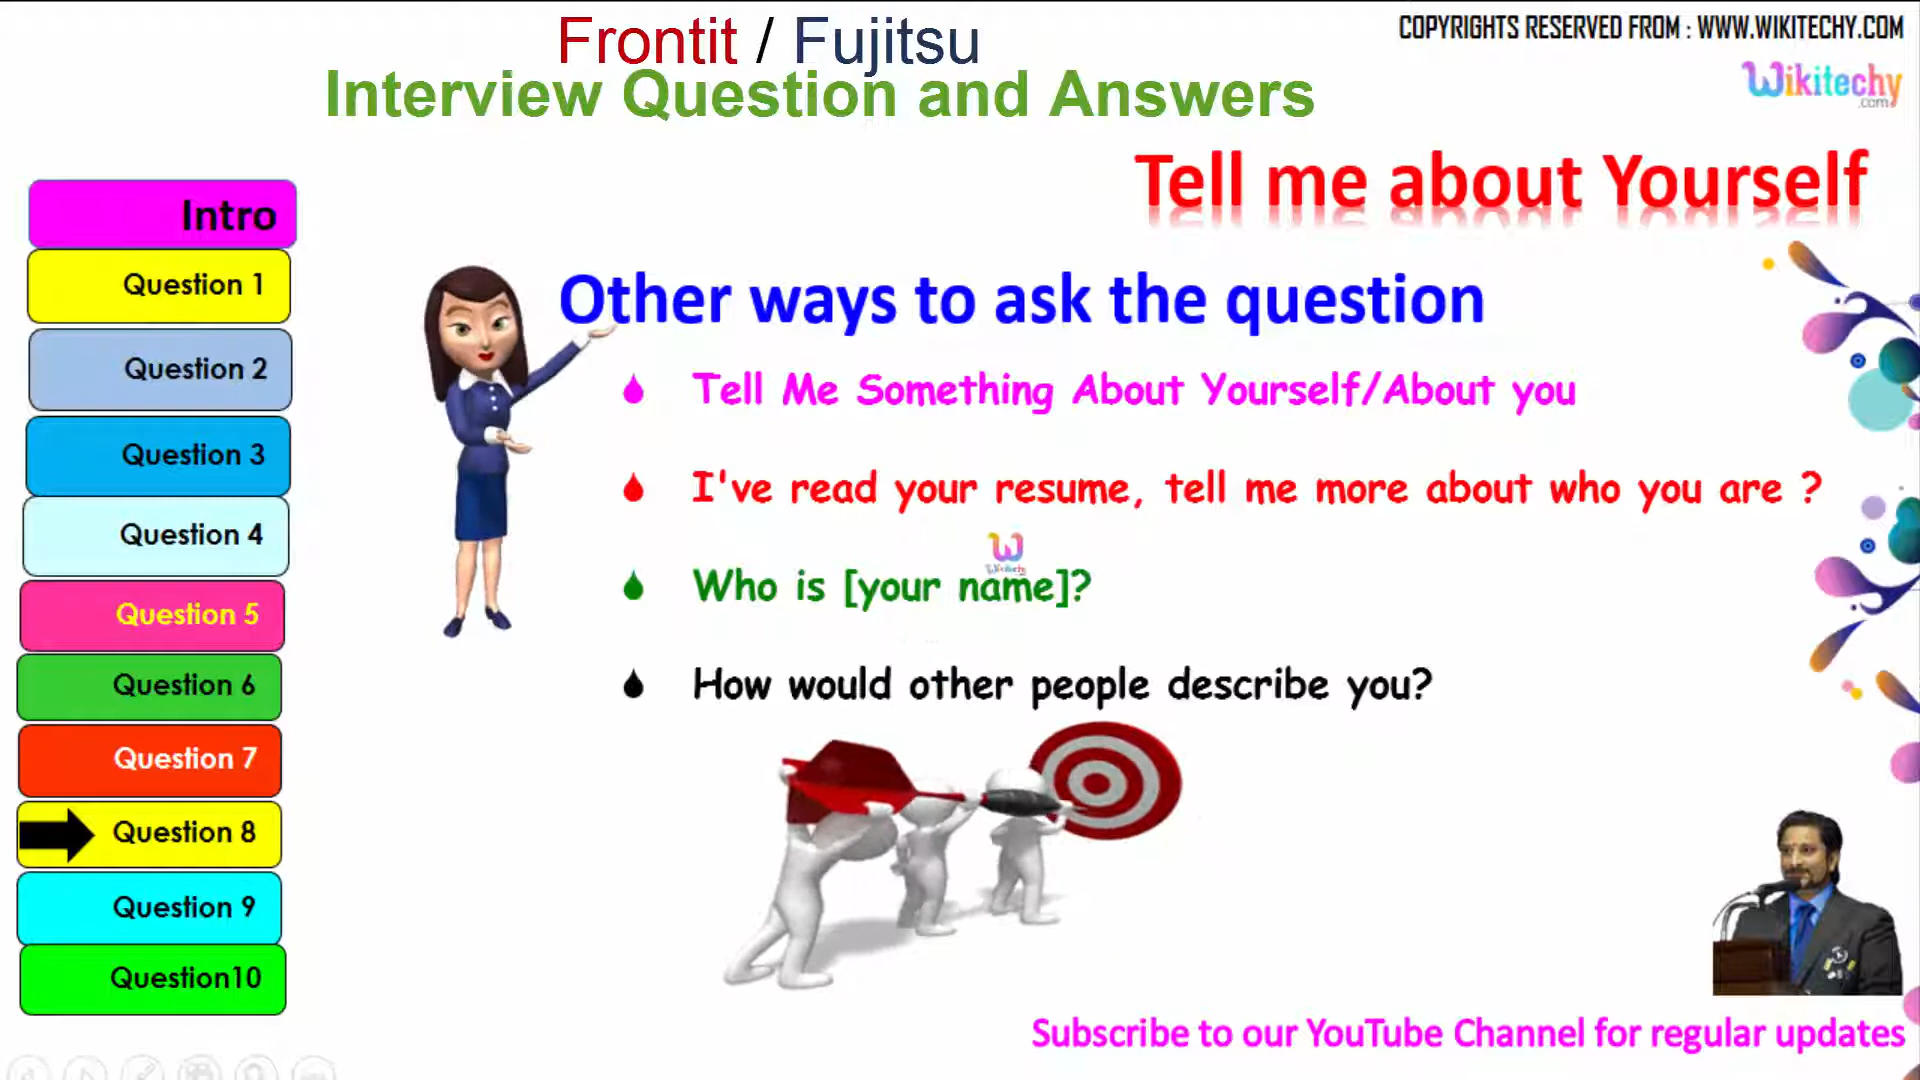 Frontit / Fujitsu
COPYRIGHTS RESERVED FROM : WWW.WIKITECHY.COM
Interview Question and Answers
Wikitechy
.com
Tell me about Yourself
Intro
Question 1
Question 2
Question 3
Question 4
Question 5
Question 6
Question 7
Question 8
Question 9
Question10
Other ways to ask the question
Tell Me Something About Yourself/About you
I've read your resume, tell me more about who you are ?
Wikitechy
Who is [your name]?
How would other people describe you?
Subscribe to our YouTube Channel for regular updates